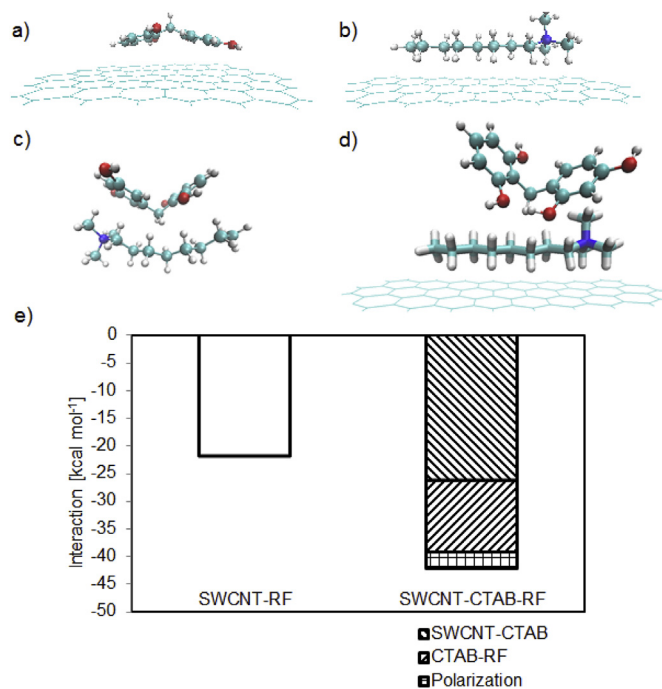 a)
b)
c)
d)
e)
0
-5
-10
-15
-20
-25
-30
-35
-40
-45
-50
Interaction [kcal mol⁻¹]
SWCNT-RF
SWCNT-CTAB-RF
SWCNT-CTAB
CTAB-RF
Polarization